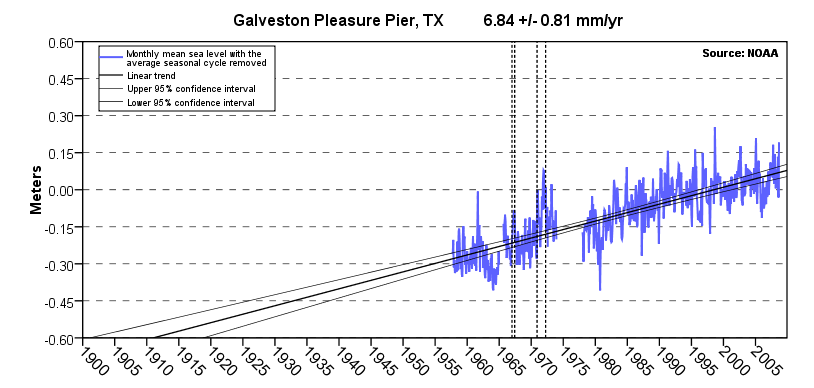 Galveston Pleasure Pier, TX 6.84 +/- 0.81 mm/yr
Source: NOAA
Monthly mean sea level with the
average seasonal cycle removed
Linear trend
Upper 95% confidence interval
Lower 95% confidence interval
Meters
0.60
0.45
0.30
0.15
0.00
-0.15
-0.30
-0.45
-0.60
1900 1905 1910 1915 1920 1925 1930 1935 1940 1945 1950 1955 1960 1965 1970 1975 1980 1985 1990 1995 2000 2005